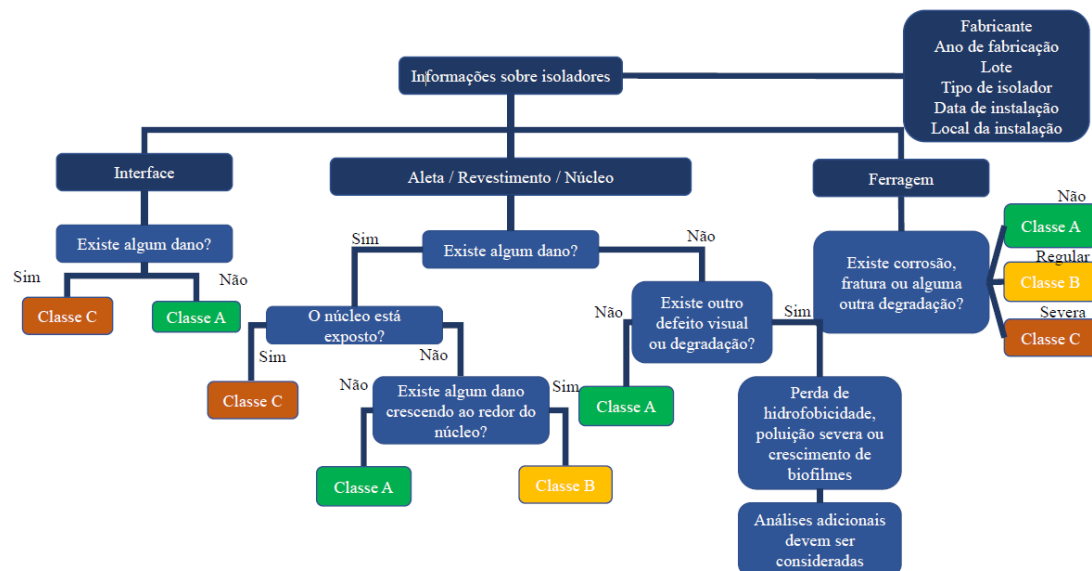 Fabricante
Ano de fabricação
Lote
Tipo de isolador
Data de instalação
Local da instalação
Informações sobre isoladores
Interface
Aleta / Revestimento / Núcleo
Ferragem
Existe algum dano?
Sim
Não
Classe C
Classe A
Sim
Existe algum dano?
Não
O núcleo está
exposto?
Sim
Não
Classe C
Existe algum dano
crescendo ao redor do
núcleo?
Não
Sim
Classe A
Classe B
Existe outro
defeito visual
ou degradação?
Não
Sim
Classe A
Perda de
hidrofobicidade,
poluição severa ou
crescimento de
biofilmes
Análises adicionais
devem ser
consideradas
Existe corrosão,
fratura ou alguma
outra degradação?
Não
Classe A
Regular
Classe B
Severa
Classe C